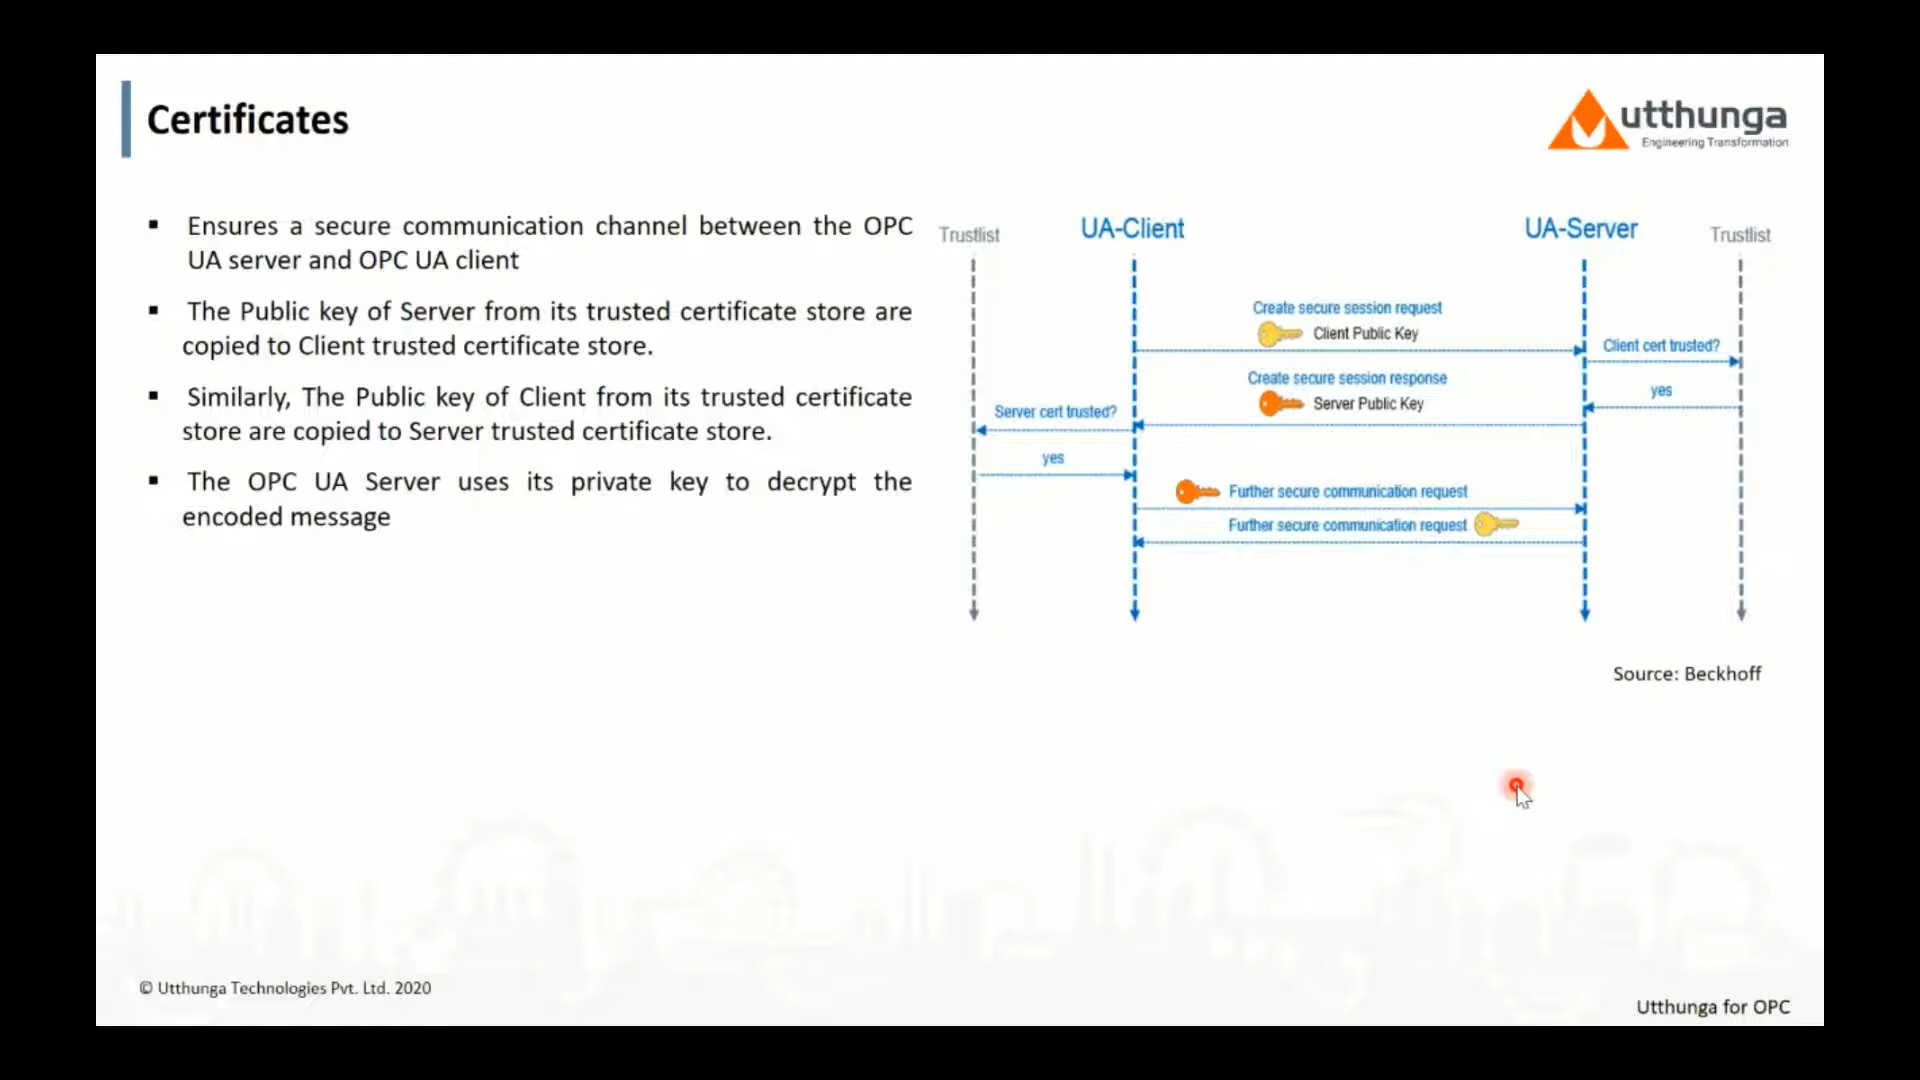 Certificates
utthunga
Engineering Transformation
▪ Ensures a secure communication channel between the OPC
UA server and OPC UA client
▪ The Public key of Server from its trusted certificate store are
copied to Client trusted certificate store.
▪ Similarly, The Public key of Client from its trusted certificate
store are copied to Server trusted certificate store.
▪ The OPC UA Server uses its private key to decrypt the
encoded message
Trustlist
UA-Client
UA-Server
Trustlist
Create secure session request
Client Public Key
Client cert trusted?
Create secure session response
yes
Server Public Key
Server cert trusted?
yes
Further secure communication request
Further secure communication request
Source: Beckhoff
© Utthunga Technologies Pvt. Ltd. 2020
Utthunga for OPC